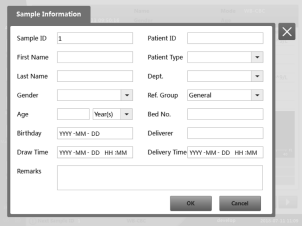 Sample Information
Sample ID 1 Patient ID
First Name Patient Type
Last Name Dept.
Gender Ref. Group General
Age Year(s) Bed No.
Birthday YYYY -MM - DD Deliverer
Draw Time YYYY -MM - DD HH :MM Delivery Time YYYY -MM - DD HH :MM
Remarks
OK Cancel